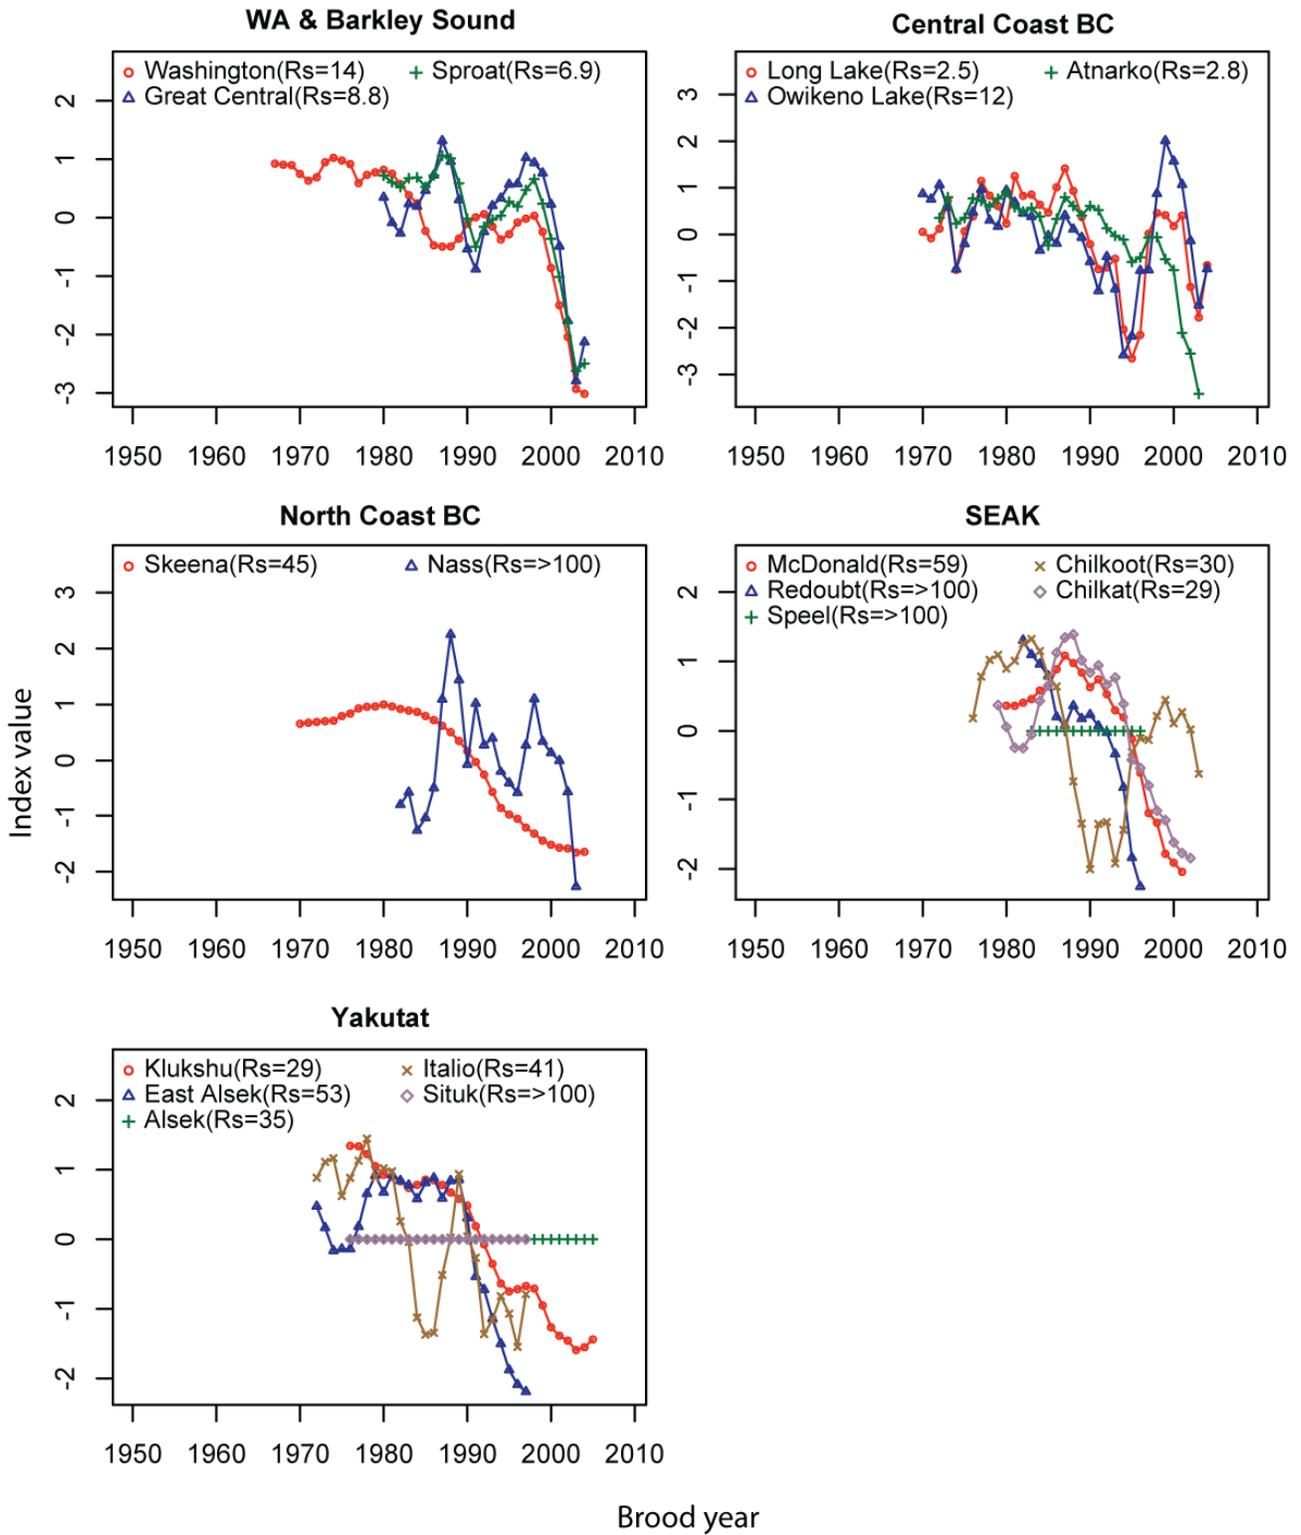 WA & Barkley Sound
Washington(Rs=14) Sproat(Rs=6.9)
Great Central(Rs=8.8)
2
1
0
-1
-2
-3
1950 1960 1970 1980 1990 2000 2010
Central Coast BC
Long Lake(Rs=2.5) Atnarko(Rs=2.8)
Owikeno Lake(Rs=12)
3
2
1
0
-1
-2
-3
1950 1960 1970 1980 1990 2000 2010
North Coast BC
Skeena(Rs=45) Nass(Rs=>100)
3
2
1
0
-1
-2
1950 1960 1970 1980 1990 2000 2010
SEAK
McDonald(Rs=59) Chilkoot(Rs=30)
Redoubt(Rs=>100) Chilkat(Rs=29)
Speel(Rs=>100)
2
1
0
-1
-2
1950 1960 1970 1980 1990 2000 2010
Index value
Yakutat
Klukshu(Rs=29) Italio(Rs=41)
East Alsek(Rs=53) Situk(Rs=>100)
Alsek(Rs=35)
2
1
0
-1
-2
1950 1960 1970 1980 1990 2000 2010
Brood year